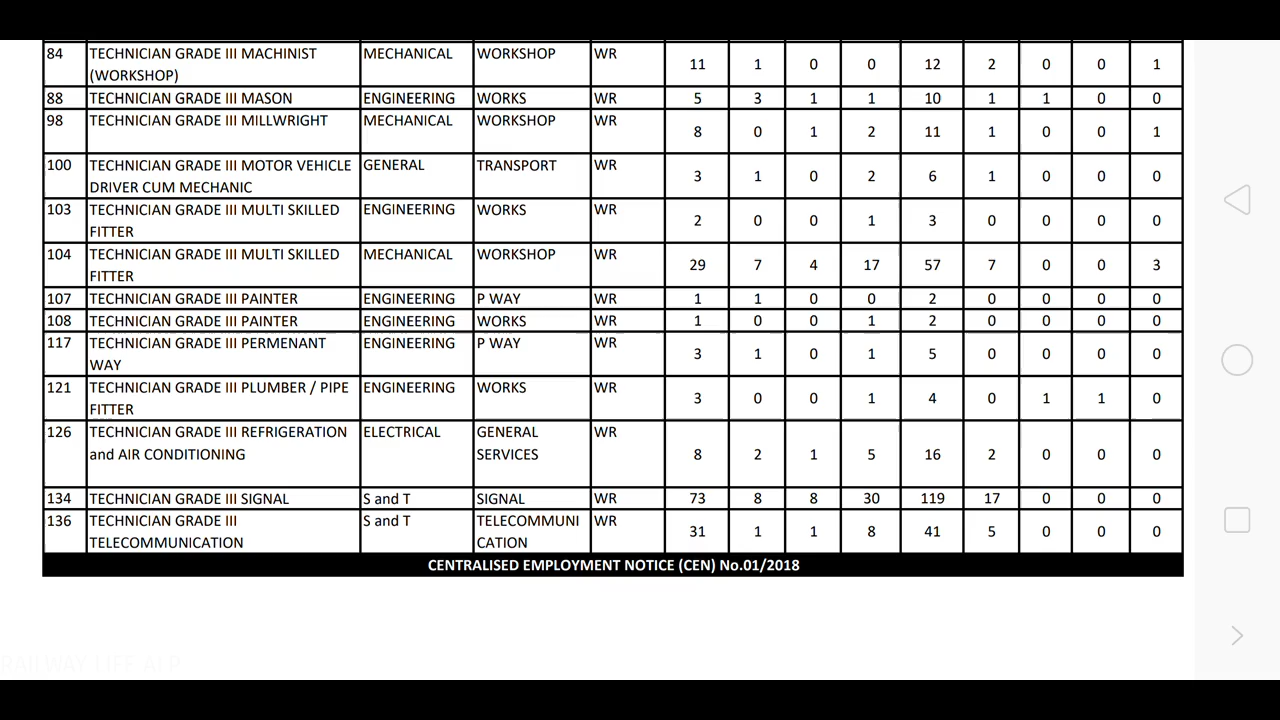 84 TECHNICIAN GRADE III MACHINIST MECHANICAL WORKSHOP WR 11 1 0 0 12 2 0 0 1
(WORKSHOP)
88 TECHNICIAN GRADE III MASON ENGINEERING WORKS WR 5 3 1 1 10 1 1 0 0
98 TECHNICIAN GRADE III MILLWRIGHT MECHANICAL WORKSHOP WR 8 0 1 2 11 1 0 0 1
100 TECHNICIAN GRADE III MOTOR VEHICLE GENERAL TRANSPORT WR 3 1 0 2 6 1 0 0 0
DRIVER CUM MECHANIC
103 TECHNICIAN GRADE III MULTI SKILLED ENGINEERING WORKS WR 2 0 0 1 3 0 0 0 0
FITTER
104 TECHNICIAN GRADE III MULTI SKILLED MECHANICAL WORKSHOP WR 29 7 4 17 57 7 0 0 3
FITTER
107 TECHNICIAN GRADE III PAINTER ENGINEERING P WAY WR 1 1 0 0 2 0 0 0 0
108 TECHNICIAN GRADE III PAINTER ENGINEERING WORKS WR 1 0 0 1 2 0 0 0 0
117 TECHNICIAN GRADE III PERMENANT ENGINEERING P WAY WR 3 1 0 1 5 0 0 0 0
WAY
121 TECHNICIAN GRADE III PLUMBER / PIPE ENGINEERING WORKS WR 3 0 0 1 4 0 1 1 0
FITTER
126 TECHNICIAN GRADE III REFRIGERATION ELECTRICAL GENERAL WR 8 2 1 5 16 2 0 0 0
and AIR CONDITIONING SERVICES
134 TECHNICIAN GRADE III SIGNAL S and T SIGNAL WR 73 8 8 30 119 17 0 0 0
136 TECHNICIAN GRADE III S and T TELECOMMUNI WR 31 1 1 8 41 5 0 0 0
TELECOMMUNICATION CATION
CENTRALISED EMPLOYMENT NOTICE (CEN) No.01/2018
RAILWAY LIFE ALP